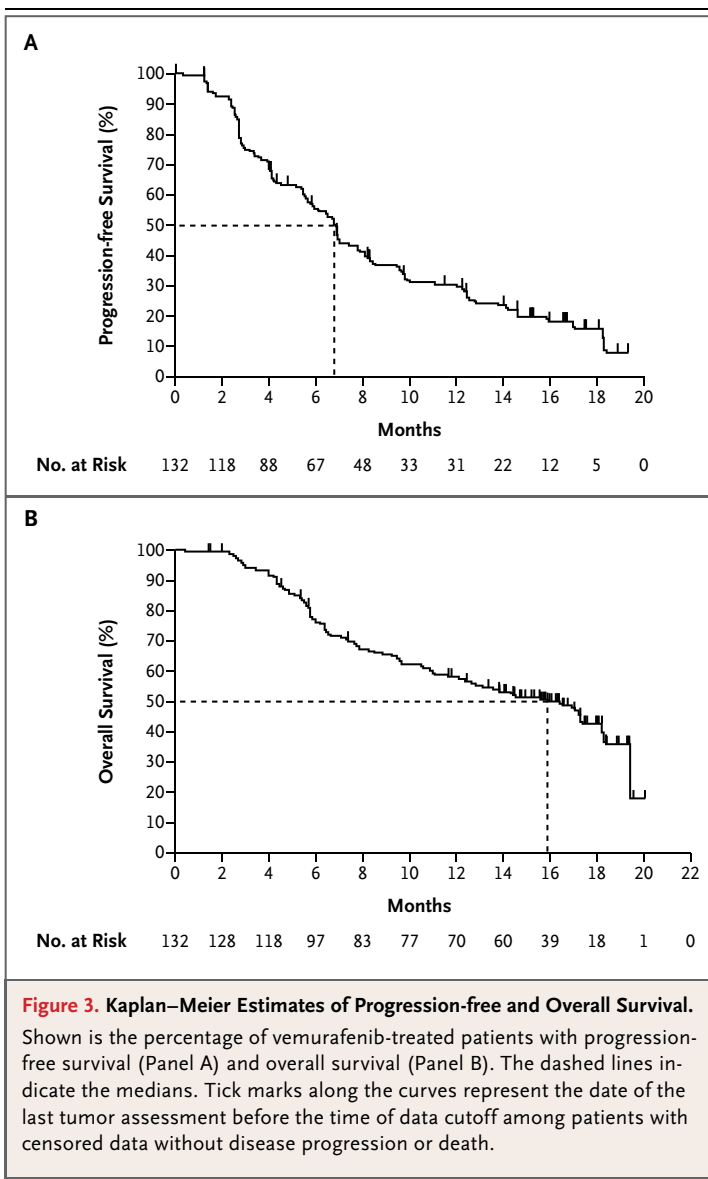 A
Progression-free Survival (%)
100
90
80
70
60
50
40
30
20
10
0
0 2 4 6 8 10 12 14 16 18 20
Months
No. at Risk 132 118 88 67 48 33 31 22 12 5 0
B
Overall Survival (%)
100
90
80
70
60
50
40
30
20
10
0
0 2 4 6 8 10 12 14 16 18 20 22
Months
No. at Risk 132 128 118 97 83 77 70 60 39 18 1 0
Figure 3. Kaplan–Meier Estimates of Progression-free and Overall Survival.
Shown is the percentage of vemurafenib-treated patients with progression-
free survival (Panel A) and overall survival (Panel B). The dashed lines in-
dicate the medians. Tick marks along the curves represent the date of the
last tumor assessment before the time of data cutoff among patients with
censored data without disease progression or death.